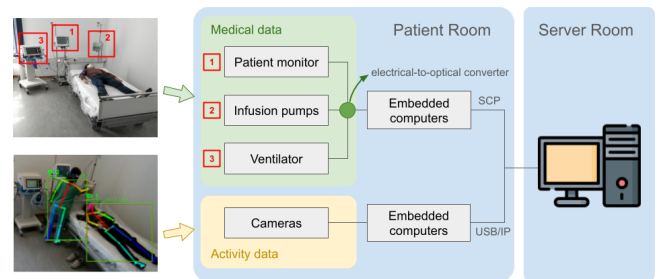 Medical data
Patient Room
Server Room
3
1
2
1
Patient monitor
electrical-to-optical converter
2
Infusion pumps
Embedded
computers
SCP
3
Ventilator
Cameras
Embedded
computers
USB/IP
Activity data